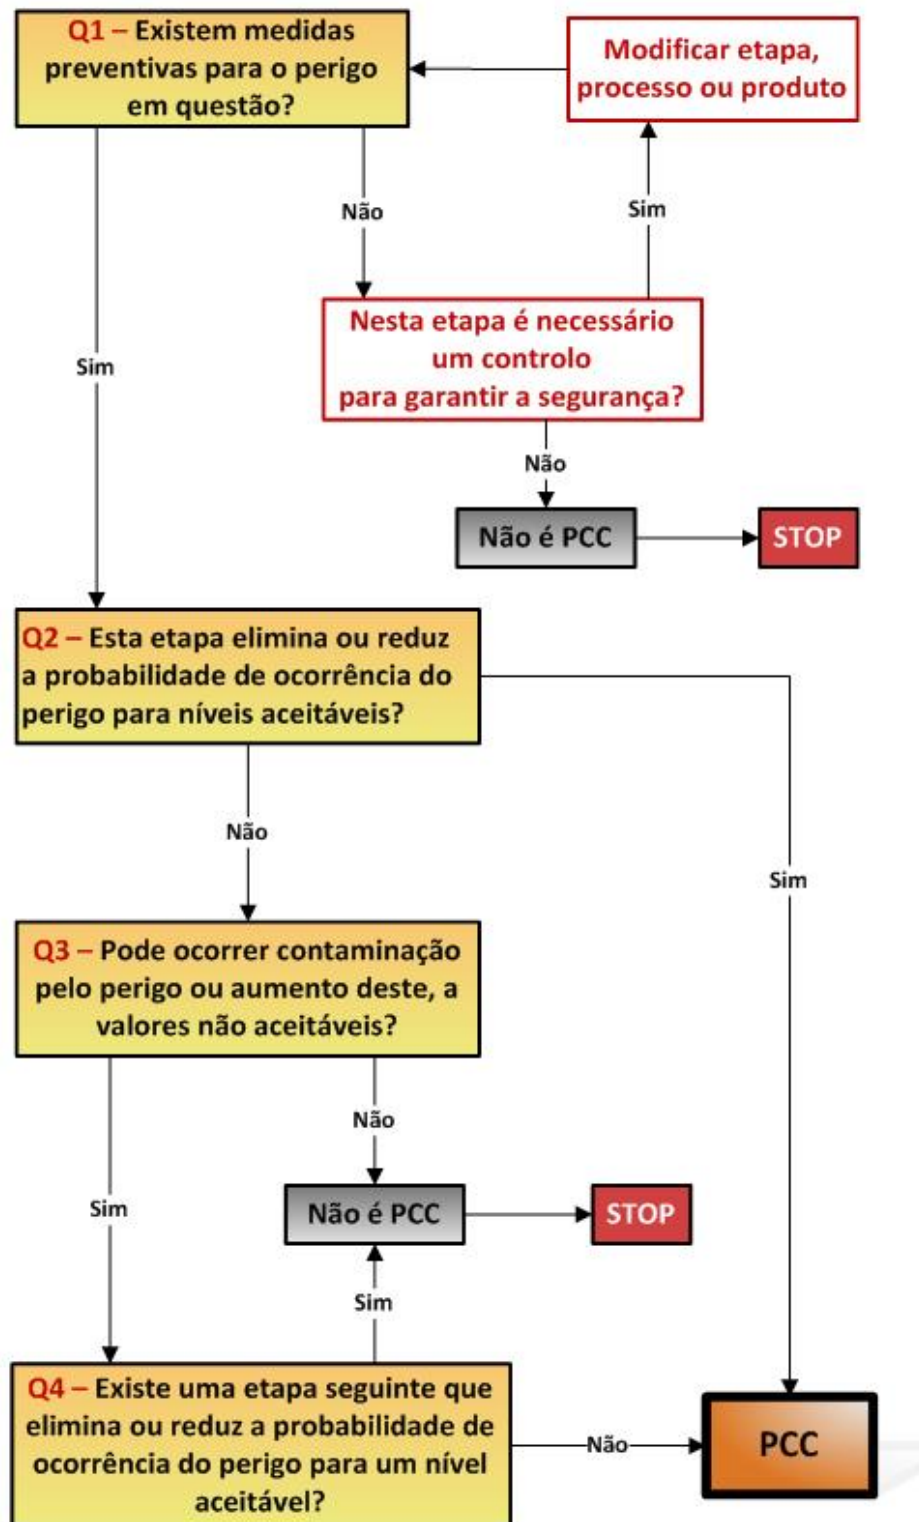 Q1 – Existem medidas
preventivas para o perigo
em questão?
Modificar etapa,
processo ou produto
Não
Sim
Nesta etapa é necessário
um controlo
para garantir a segurança?
Sim
Não
Não é PCC
STOP
Q2 – Esta etapa elimina ou reduz
a probabilidade de ocorrência do
perigo para níveis aceitáveis?
Não
Sim
Q3 – Pode ocorrer contaminação
pelo perigo ou aumento deste, a
valores não aceitáveis?
Não
Sim
Não é PCC
STOP
Sim
Q4 – Existe uma etapa seguinte que
elimina ou reduz a probabilidade de
ocorrência do perigo para um nível
aceitável?
Não
PCC